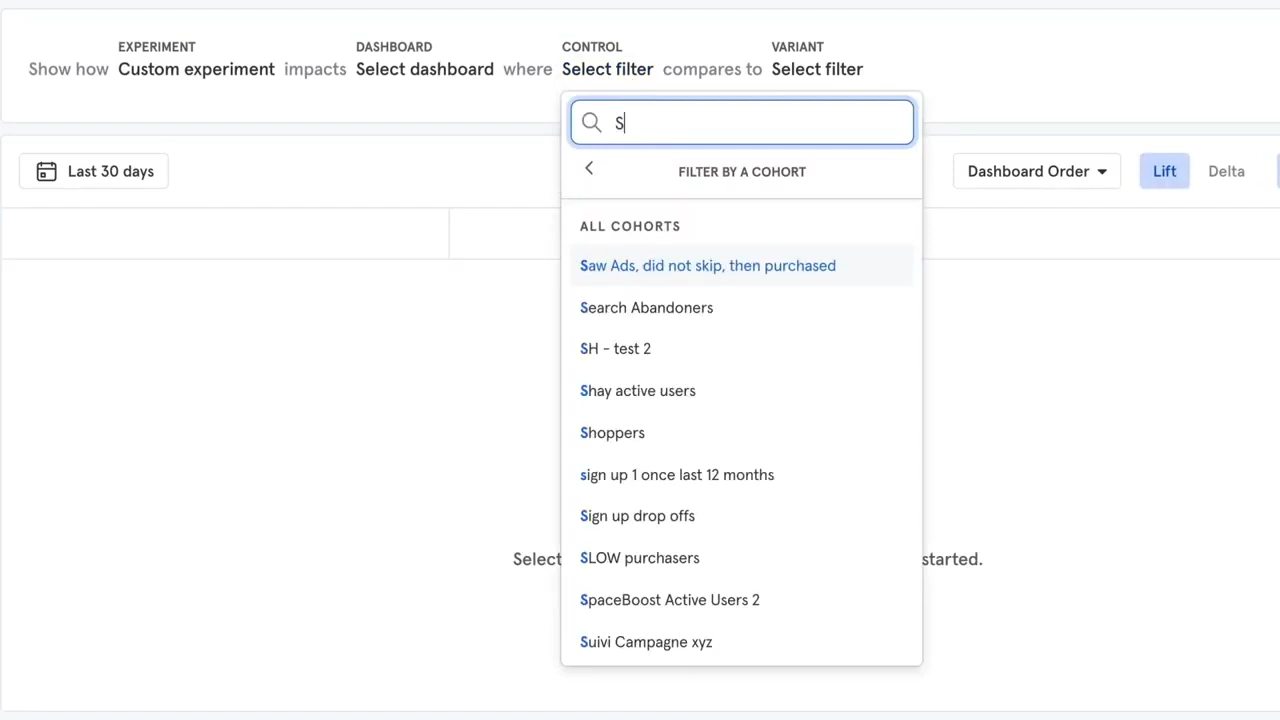 EXPERIMENT DASHBOARD CONTROL VARIANT
Show how Custom experiment impacts Select dashboard where Select filter compares to Select filter
S
Last 30 days
FILTER BY A COHORT
Dashboard Order Lift Delta
ALL COHORTS
Saw Ads, did not skip, then purchased
Search Abandoners
SH - test 2
Shay active users
Shoppers
sign up 1 once last 12 months
Sign up drop offs
Select started.
SLOW purchasers
SpaceBoost Active Users 2
Suivi Campagne xyz